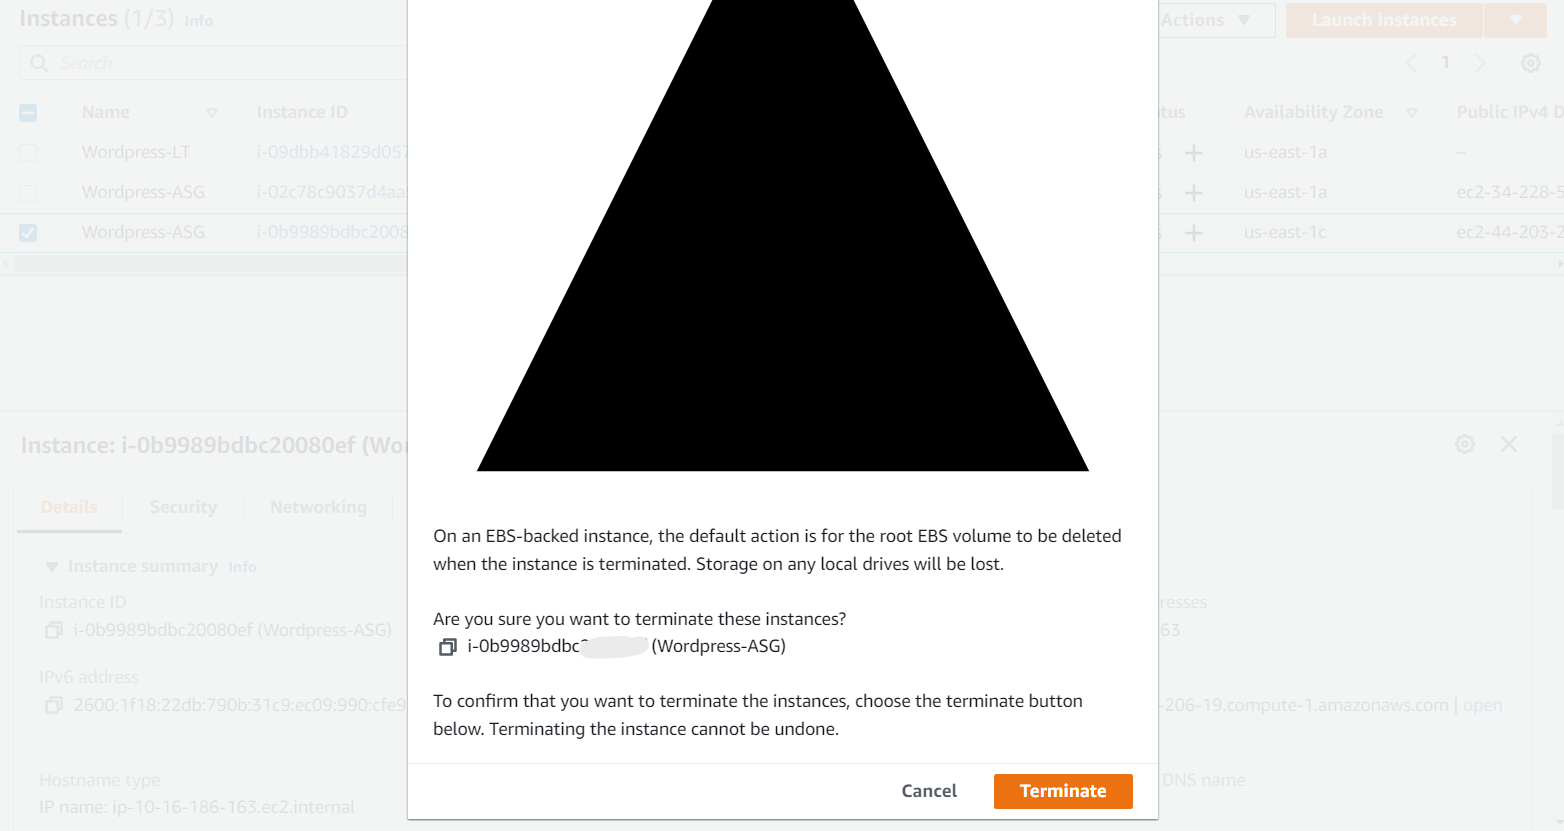 Instances (1/3) Info
Actions
Launch instances
Search
1
Name Instance ID
tus Availability Zone Public IPv4 D
Wordpress-LT i-09dbb41829d057 us-east-1a –
Wordpress-ASG i-02c78c9037d4aa us-east-1a ec2-34-228-5
Wordpress-ASG i-0b9989bdbc2008 us-east-1c ec2-44-203-2
Instance: i-0b9989bdbc20080ef (Wor
Details Security Networking
Instance summary Info
Instance ID
i-0b9989bdbc20080ef (Wordpress-ASG)
resses
63
IPv6 address
2600:1f18:22db:790b:31c9:ec09:990:cfe9
-206-19.compute-1.amazonaws.com | open
Hostname type
IP name: ip-10-16-186-163.ec2.internal
DNS name
On an EBS-backed instance, the default action is for the root EBS volume to be deleted
when the instance is terminated. Storage on any local drives will be lost.
Are you sure you want to terminate these instances?
i-0b9989bdbc (Wordpress-ASG)
To confirm that you want to terminate the instances, choose the terminate button
below. Terminating the instance cannot be undone.
Cancel Terminate